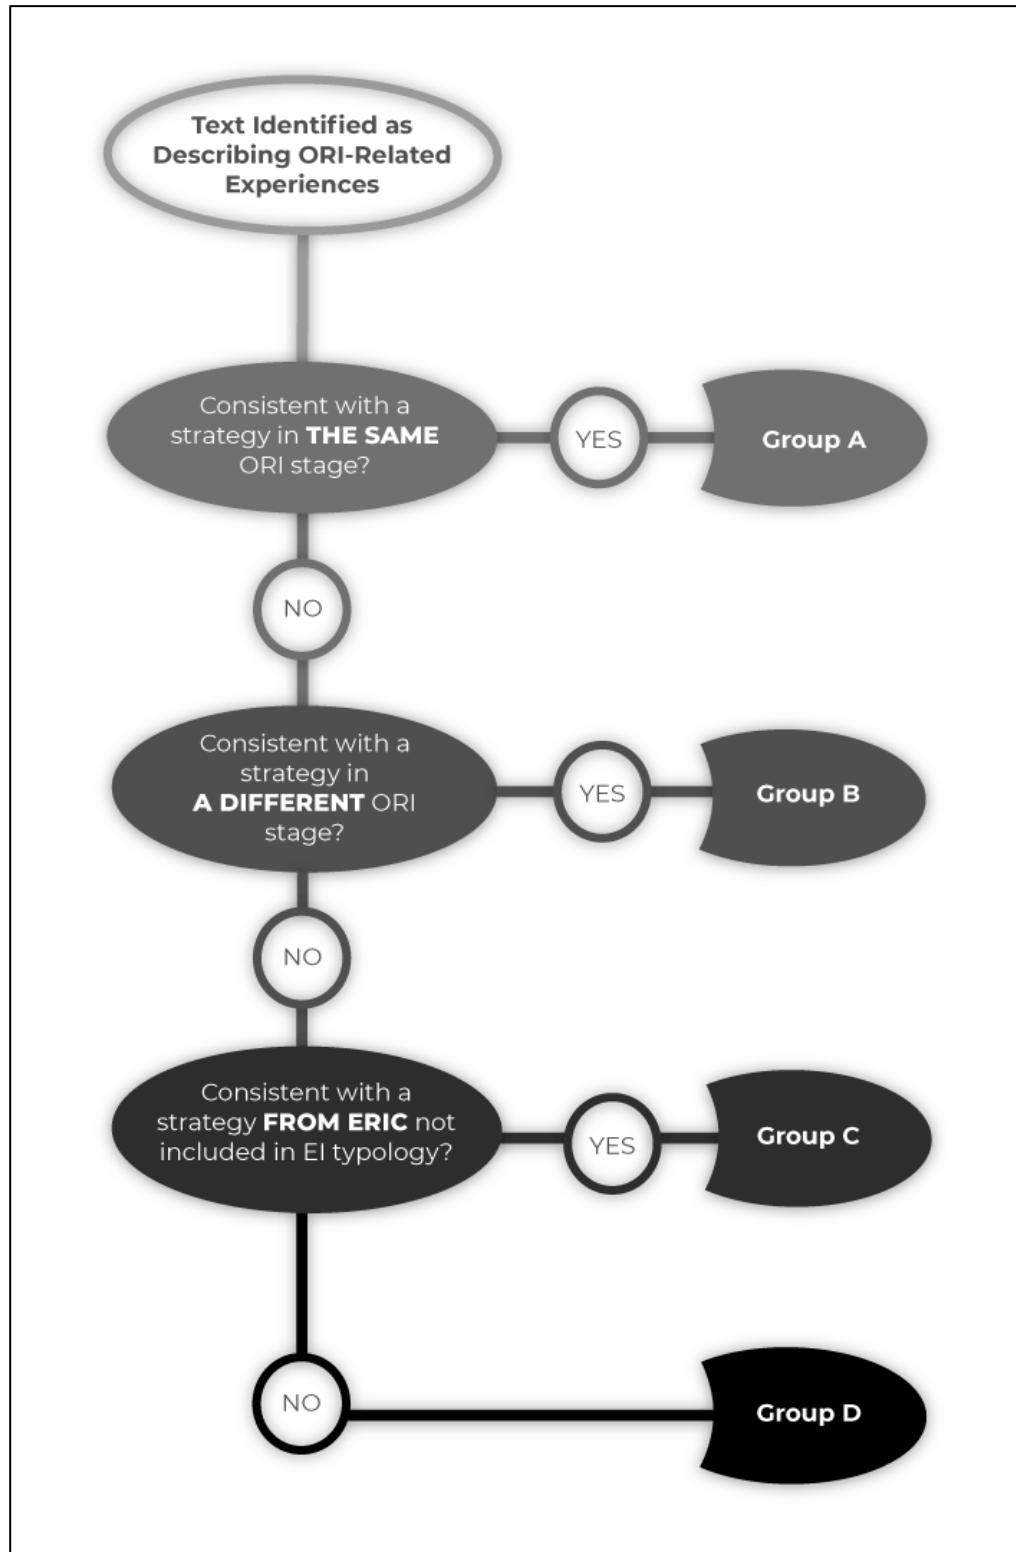 Text Identified as
Describing ORI-Related
Experiences
Consistent with a
strategy in THE SAME
ORI stage?
YES
Group A
NO
Consistent with a
strategy in
A DIFFERENT ORI
stage?
YES
Group B
NO
Consistent with a
strategy FROM ERIC not
included in EI typology?
YES
Group C
NO
Group D